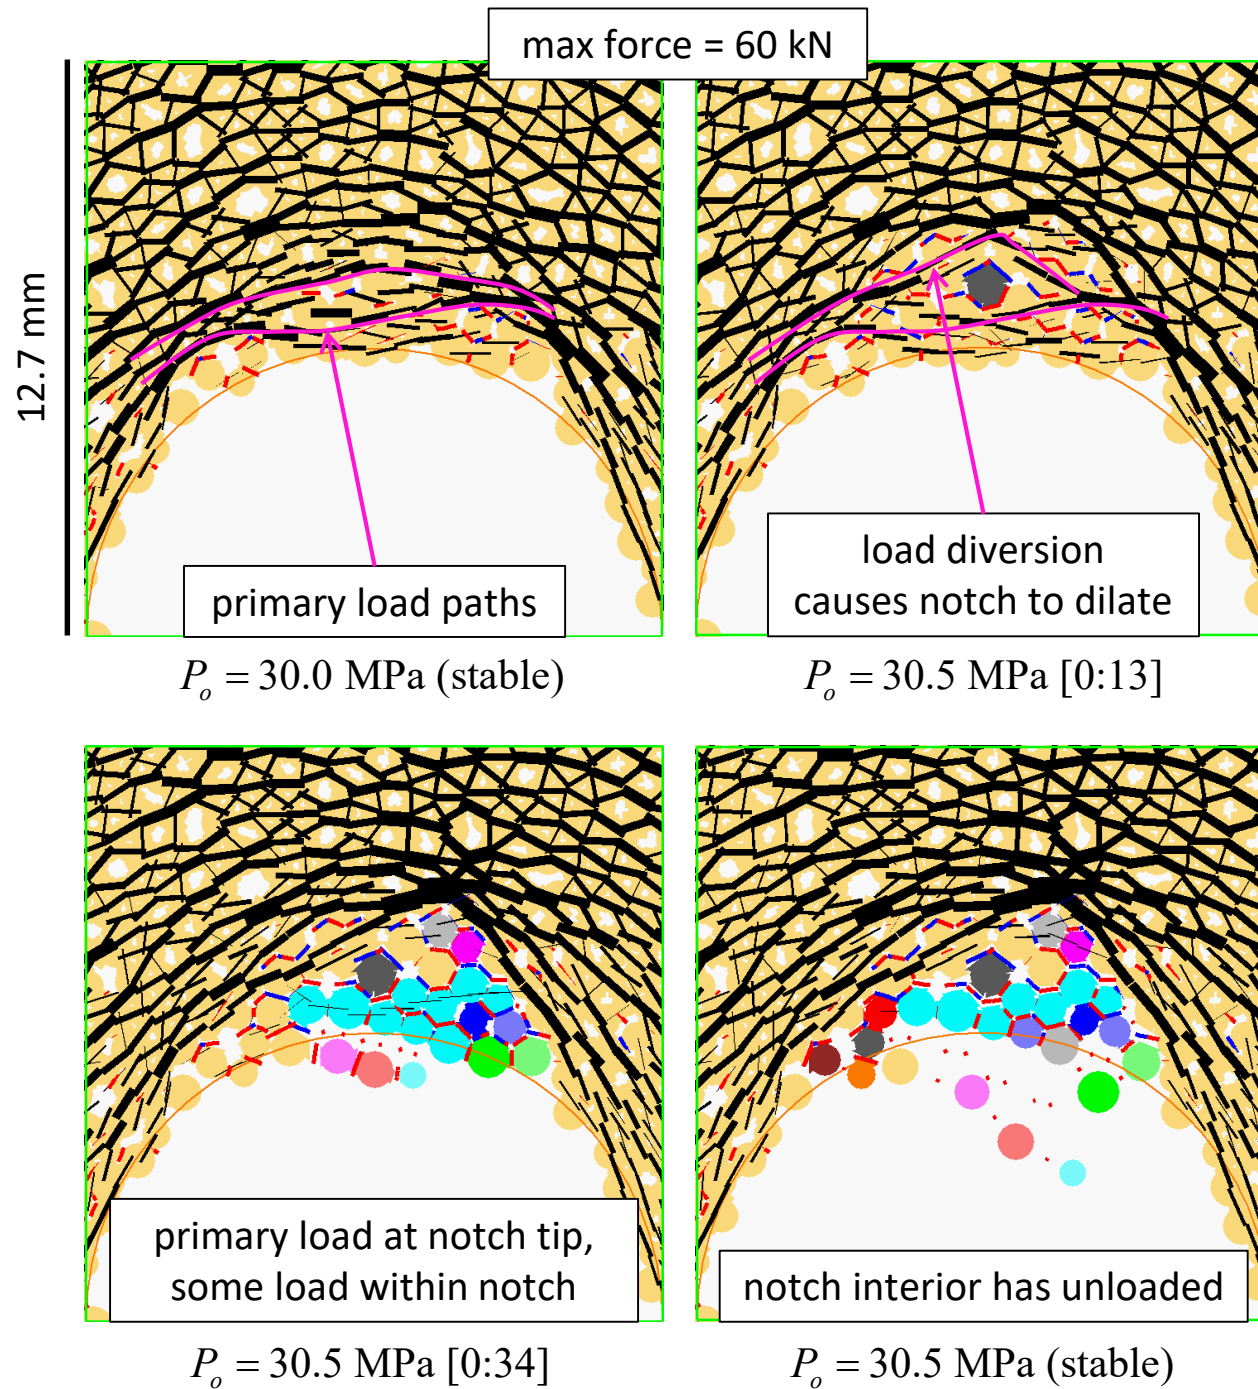 max force = 60 kN
12.7 mm
primary load paths
load diversion
causes notch to dilate
P_o = 30.0 MPa (stable)
P_o = 30.5 MPa [0:13]
primary load at notch tip,
some load within notch
notch interior has unloaded
P_o = 30.5 MPa [0:34]
P_o = 30.5 MPa (stable)